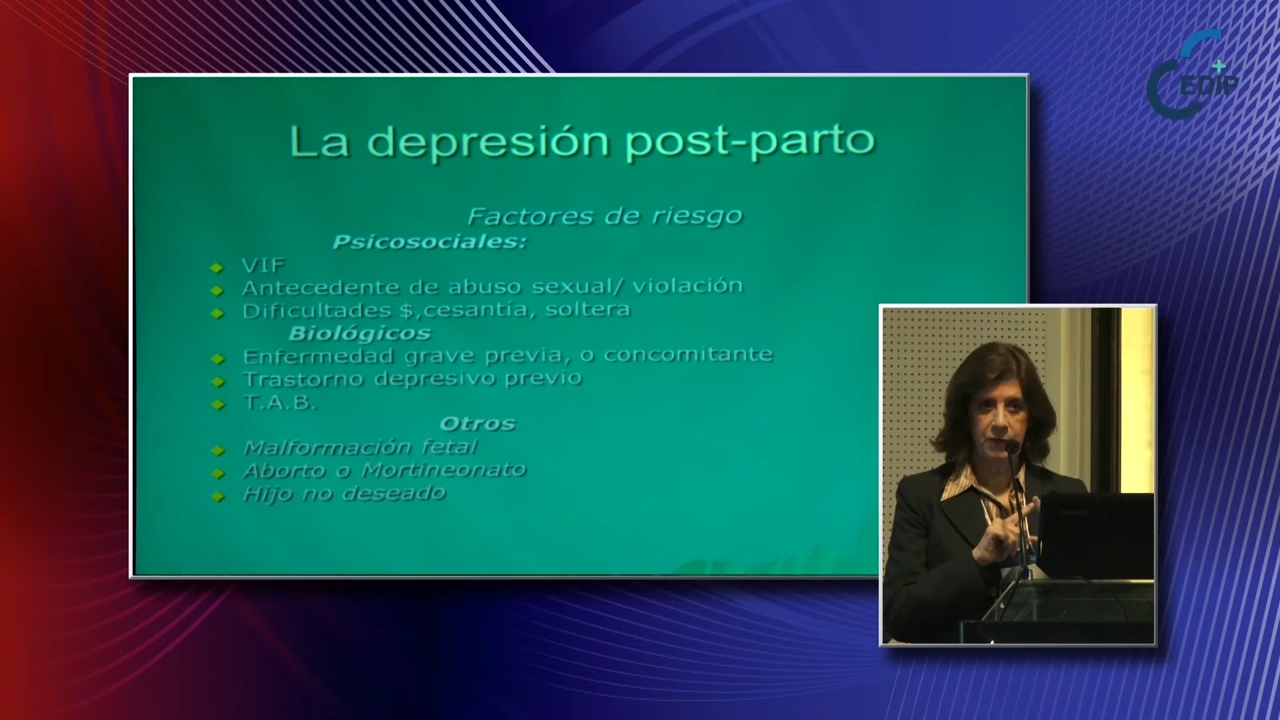 CEDIP
La depresión post-parto
Factores de riesgo
Psicosociales:
VIF
Antecedente de abuso sexual/ violación
Dificultades $,cesantía, soltera
Biológicos
Enfermedad grave previa, o concomitante
Trastorno depresivo previo
T.A.B.
Otros
Malformación fetal
Aborto o Mortineonato
Hijo no deseado